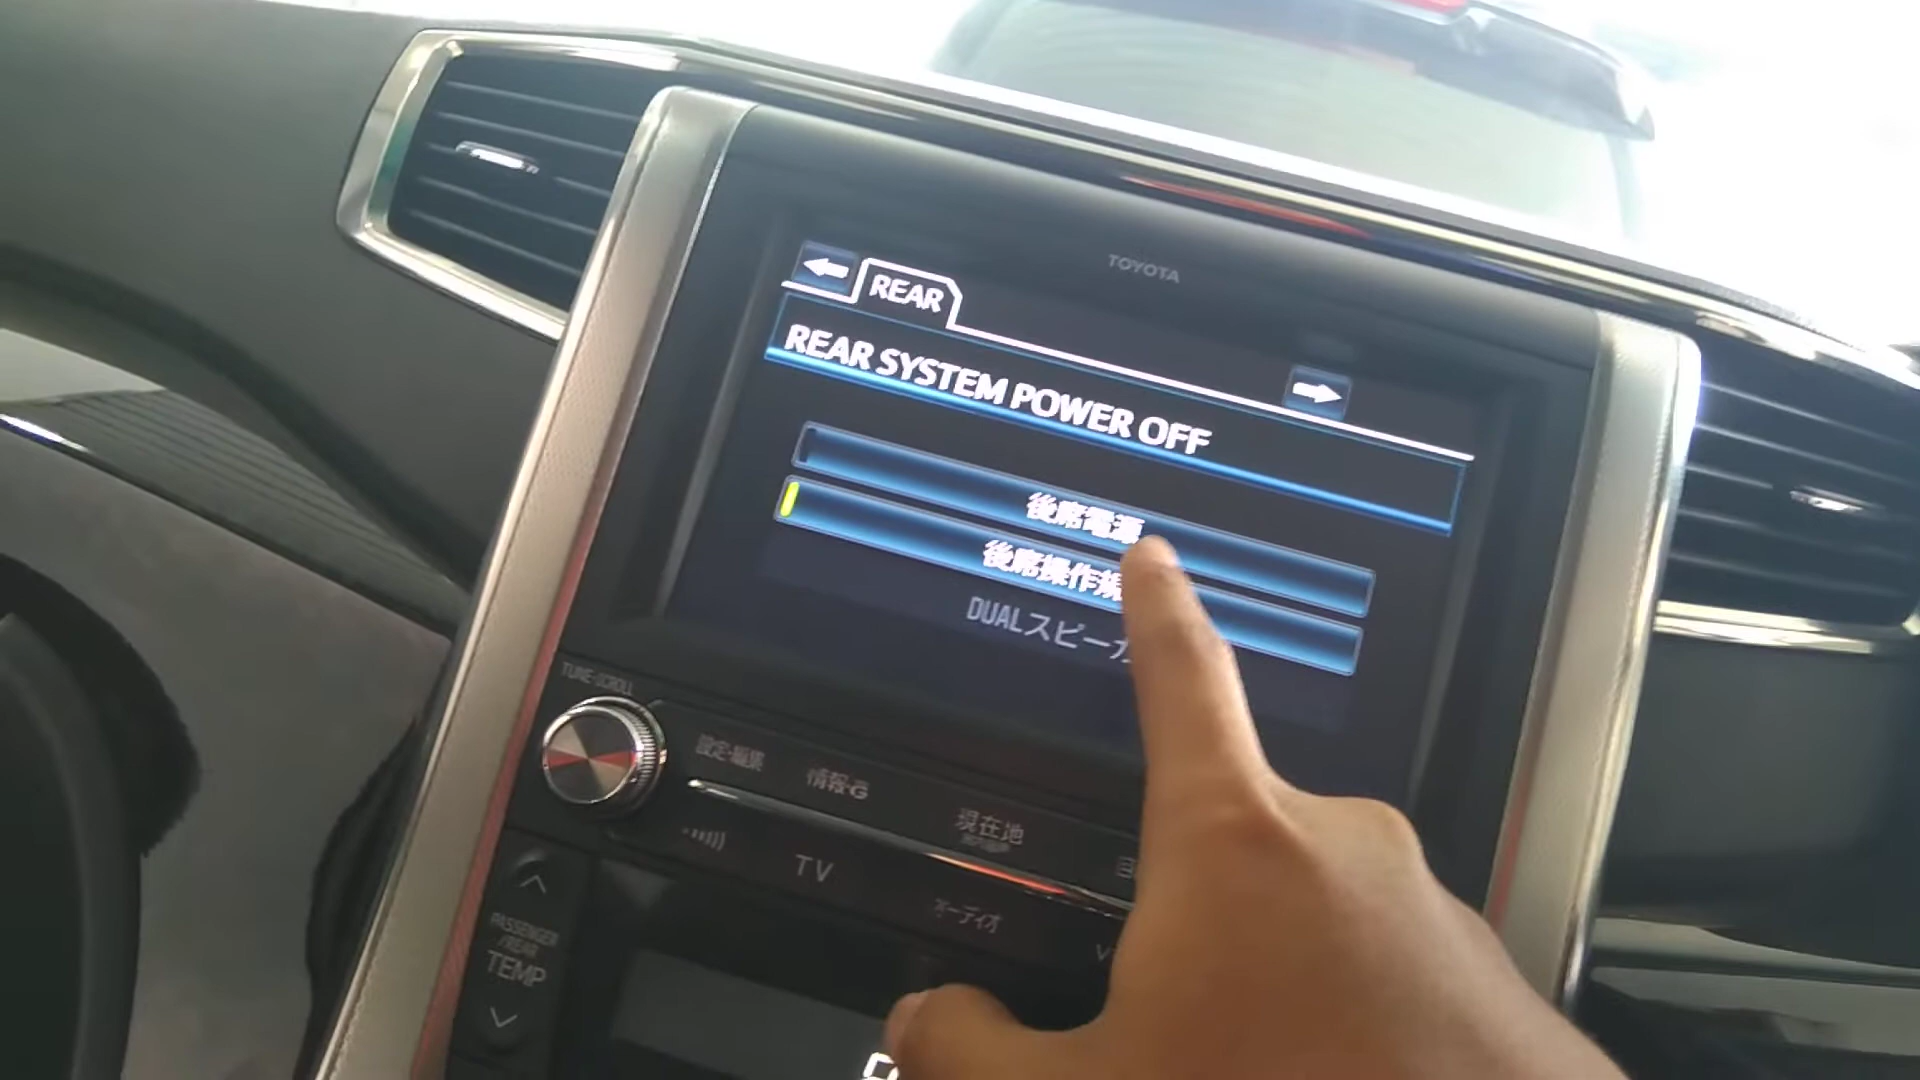 TOYOTA
REAR
REAR SYSTEM POWER OFF
後席電源
後席操作規
DUALスピーカ
TUNE·SCROLL
設定·編集
情報·G
現在地
TV
オーディオ
PASSENGER
/REAR
TEMP